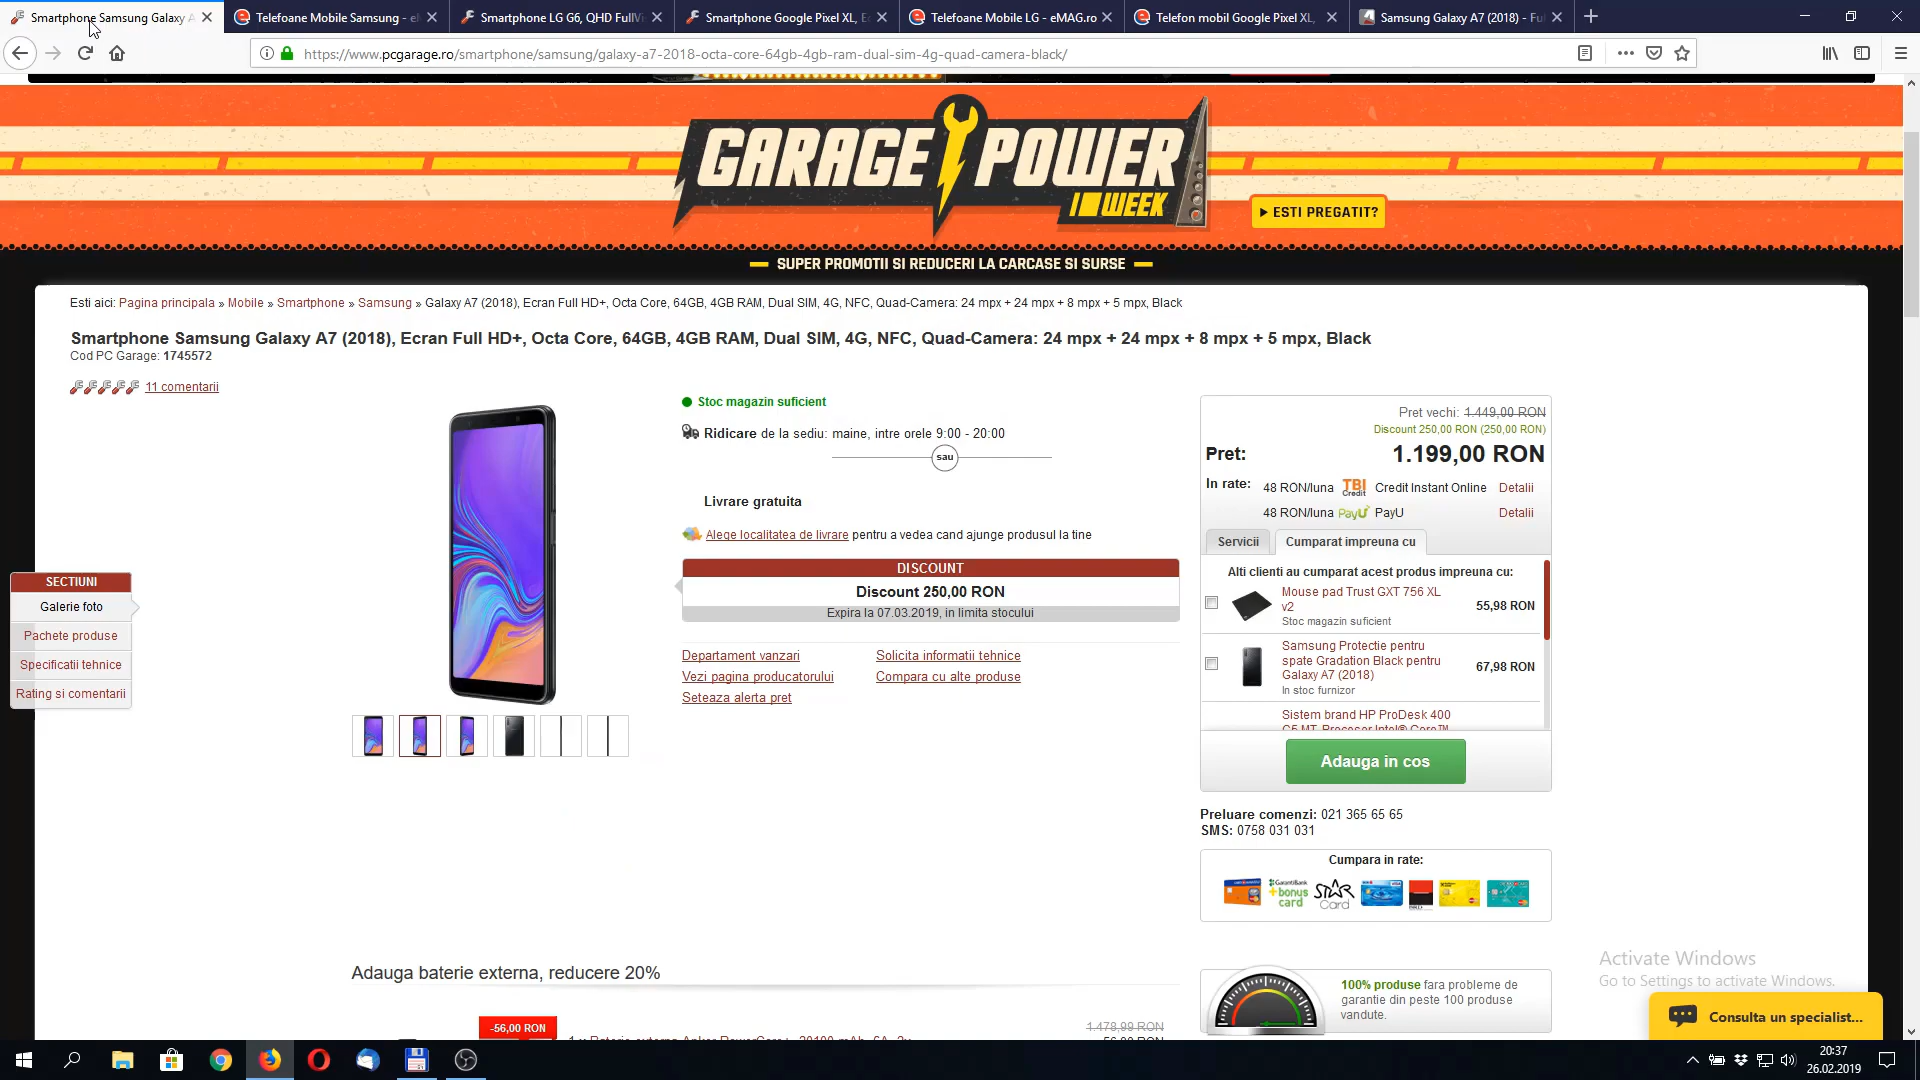 Smartphone Samsung Galaxy A
Telefoane Mobile Samsung - eM
Smartphone LG G6, QHD FullVi
Smartphone Google Pixel XL, E
Telefoane Mobile LG - eMAG.ro
Telefon mobil Google Pixel XL,
Samsung Galaxy A7 (2018) - Ful
https://www.pcgarage.ro/smartphone/samsung/galaxy-a7-2018-octa-core-64gb-4gb-ram-dual-sim-4g-quad-camera-black/
GARAGE POWER
WEEK
ESTI PREGATIT?
SUPER PROMOTII SI REDUCERI LA CARCASE SI SURSE
Esti aici: Pagina principala » Mobile » Smartphone » Samsung » Galaxy A7 (2018), Ecran Full HD+, Octa Core, 64GB, 4GB RAM, Dual SIM, 4G, NFC, Quad-Camera: 24 mpx + 24 mpx + 8 mpx + 5 mpx, Black
Smartphone Samsung Galaxy A7 (2018), Ecran Full HD+, Octa Core, 64GB, 4GB RAM, Dual SIM, 4G, NFC, Quad-Camera: 24 mpx + 24 mpx + 8 mpx + 5 mpx, Black
Cod PC Garage: 1745572
11 comentarii
Stoc magazin suficient
Ridicare de la sediu: maine, intre orele 9:00 - 20:00
sau
Livrare gratuita
Alege localitatea de livrare pentru a vedea cand ajunge produsul la tine
DISCOUNT
Discount 250,00 RON
Expira la 07.03.2019, in limita stocului
Departament vanzari
Solicita informatii tehnice
Vezi pagina producatorului
Compara cu alte produse
Seteaza alerta pret
Pret vechi: 1.449,00 RON
Discount 250,00 RON (250,00 RON)
Pret: 1.199,00 RON
In rate: 48 RON/luna TBI Credit Credit Instant Online Detalii
48 RON/luna PayU PayU Detalii
Servicii
Cumparat impreuna cu
Alti clienti au cumparat acest produs impreuna cu:
Mouse pad Trust GXT 756 XL
v2
55,98 RON
Stoc magazin suficient
Samsung Protectie pentru
spate Gradation Black pentru
Galaxy A7 (2018)
67,98 RON
In stoc furnizor
Sistem brand HP ProDesk 400
G5 MT, Procesor Intel® Core™
Adauga in cos
Preluare comenzi: 021 365 65 65
SMS: 0758 031 031
Cumpara in rate:
GarantiBank
+bonus
card
STAR
Card
SECTIUNI
Galerie foto
Pachete produse
Specificatii tehnice
Rating si comentarii
Adauga baterie externa, reducere 20%
-56,00 RON
1.478,99 RON
100% produse fara probleme de
garantie din peste 100 produse
vandute.
Activate Windows
Go to Settings to activate Windows.
Consulta un specialist...
20:37
26.02.2019